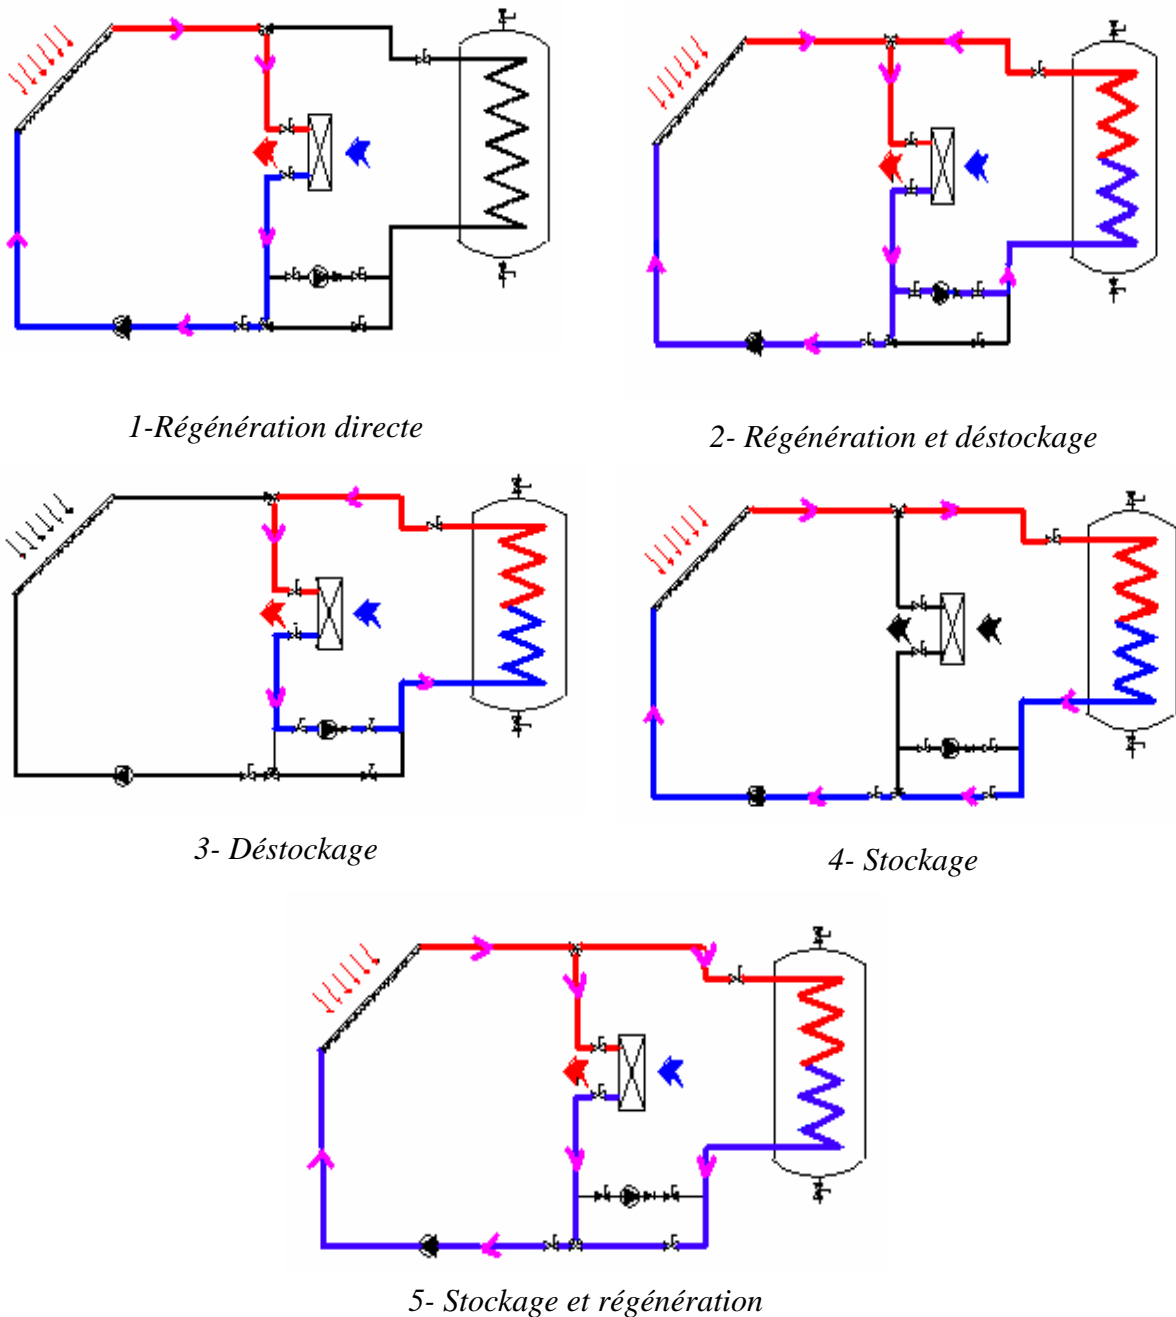 1-Régénération directe
2- Régénération et déstockage
3- Déstockage
4- Stockage
5- Stockage et régénération